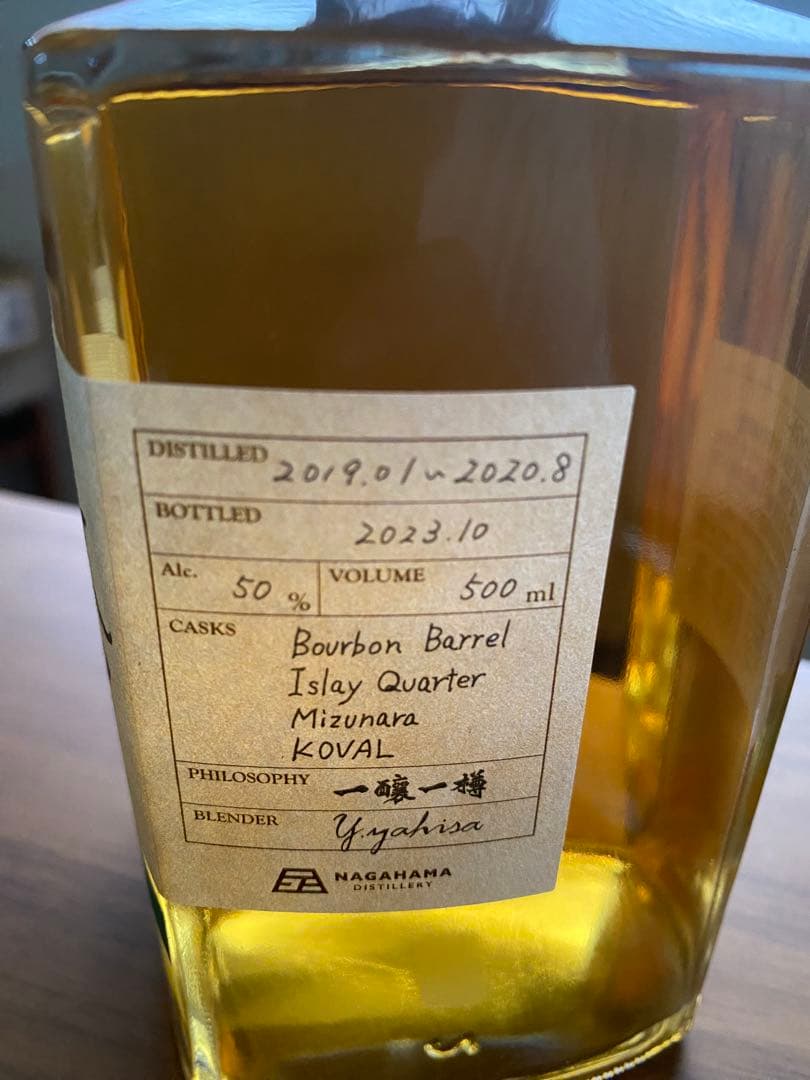 DISTILLED 2019.01~2020.8
BOTTLED 2023.10
Alc. 50 % VOLUME 500 ml
CASKS Bourbon Barrel
Islay Quarter
Mizunara
KOVAL
PHILOSOPHY 一醸一樽
BLENDER Y.yahisa
NAGAHAMA
DISTILLERY